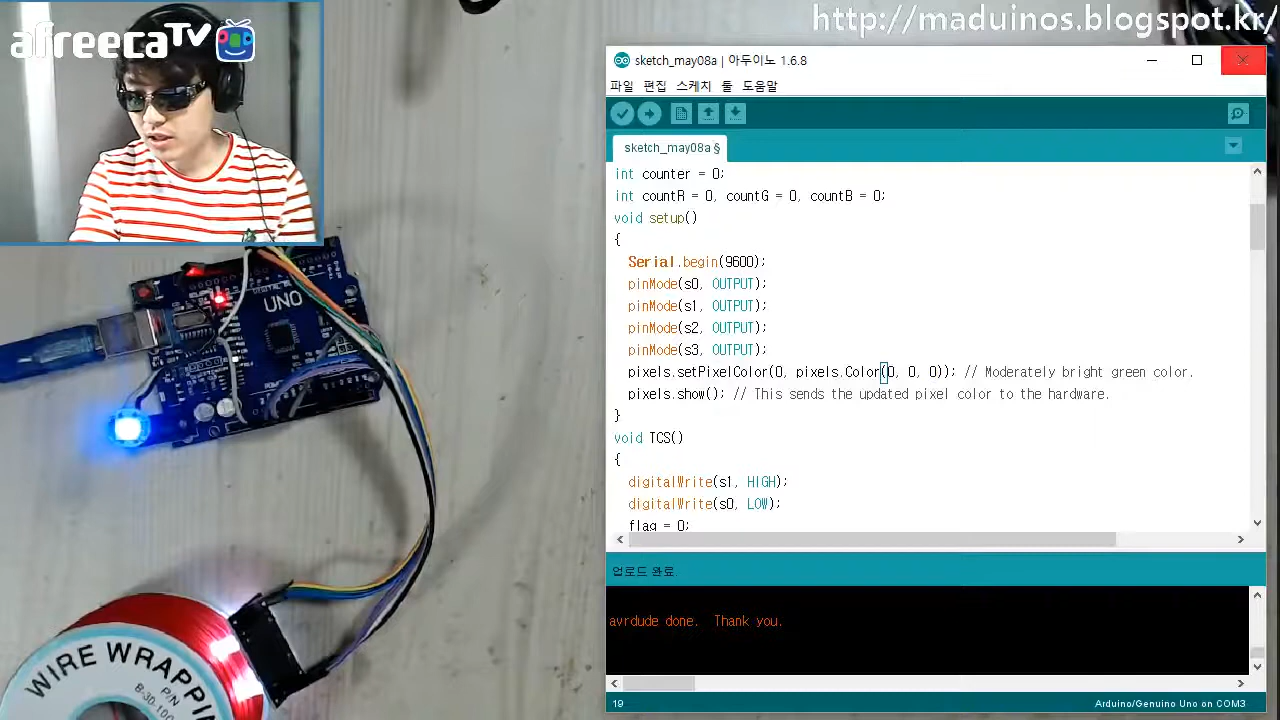 afreecaTV
http://maduinos.blogspot.kr/
sketch_may08a | 아두이노 1.6.8
파일 편집 스케치 툴 도움말
sketch_may08a §
int counter = 0;
int countR = 0, countG = 0, countB = 0;
void setup()
{
Serial.begin(9600);
pinMode(s0, OUTPUT);
pinMode(s1, OUTPUT);
pinMode(s2, OUTPUT);
pinMode(s3, OUTPUT);
pixels.setPixelColor(0, pixels.Color(0, 0, 0)); // Moderately bright green color.
pixels.show(); // This sends the updated pixel color to the hardware.
}
void TCS()
{
digitalWrite(s1, HIGH);
digitalWrite(s0, LOW);
flag = 0;
업로드 완료.
avrdude done.  Thank you.
19
Arduino/Genuino Uno on COM3
UNO
WIRE WRAPPIN
P/N
B-30-100